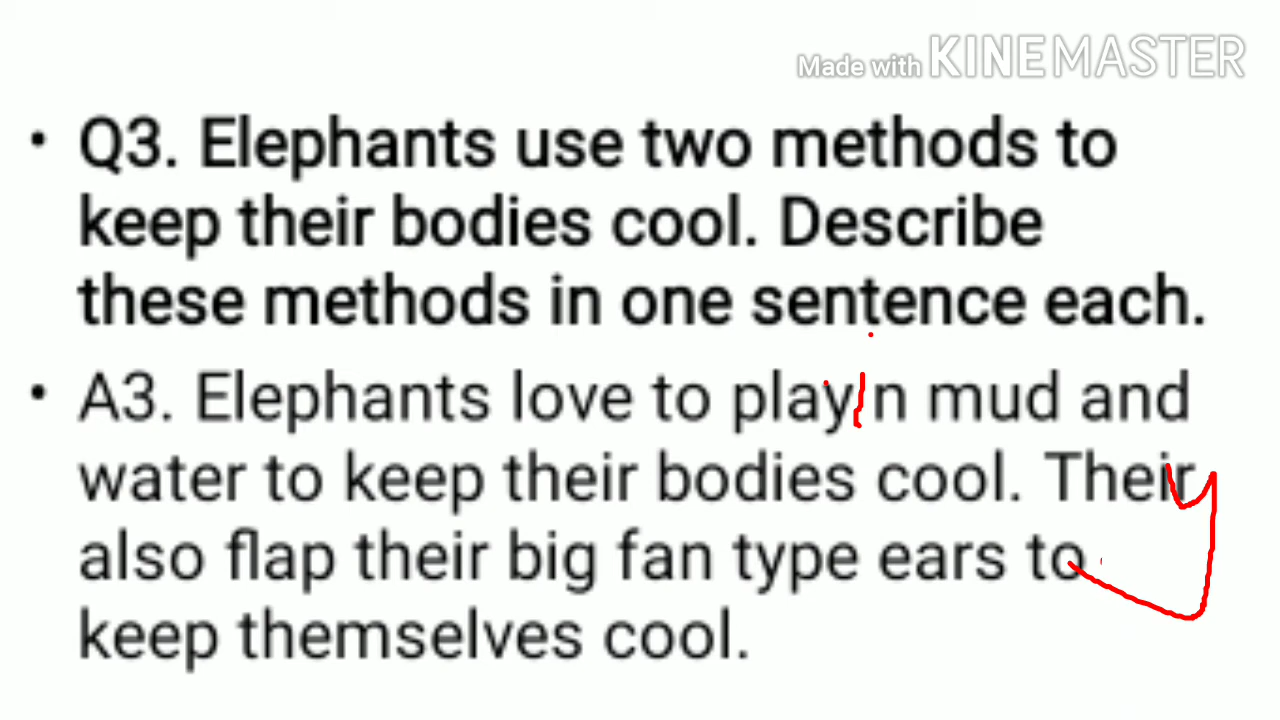 Made with KINEMASTER
• Q3. Elephants use two methods to
keep their bodies cool. Describe
these methods in one sentence each.
• A3. Elephants love to play in mud and
water to keep their bodies cool. They
also flap their big fan type ears to
keep themselves cool.